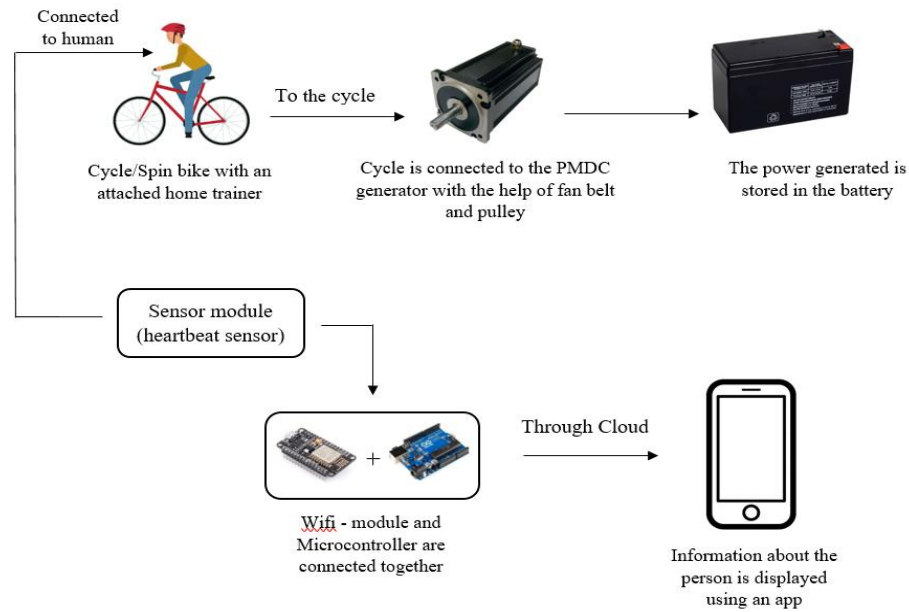 Connected
to human
To the cycle
Cycle/Spin bike with an
attached home trainer
Cycle is connected to the PMDC
generator with the help of fan belt
and pulley
The power generated is
stored in the battery
Sensor module
(heartbeat sensor)
+
Through Cloud
Wifi - module and
Microcontroller are
connected together
Information about the
person is displayed
using an app